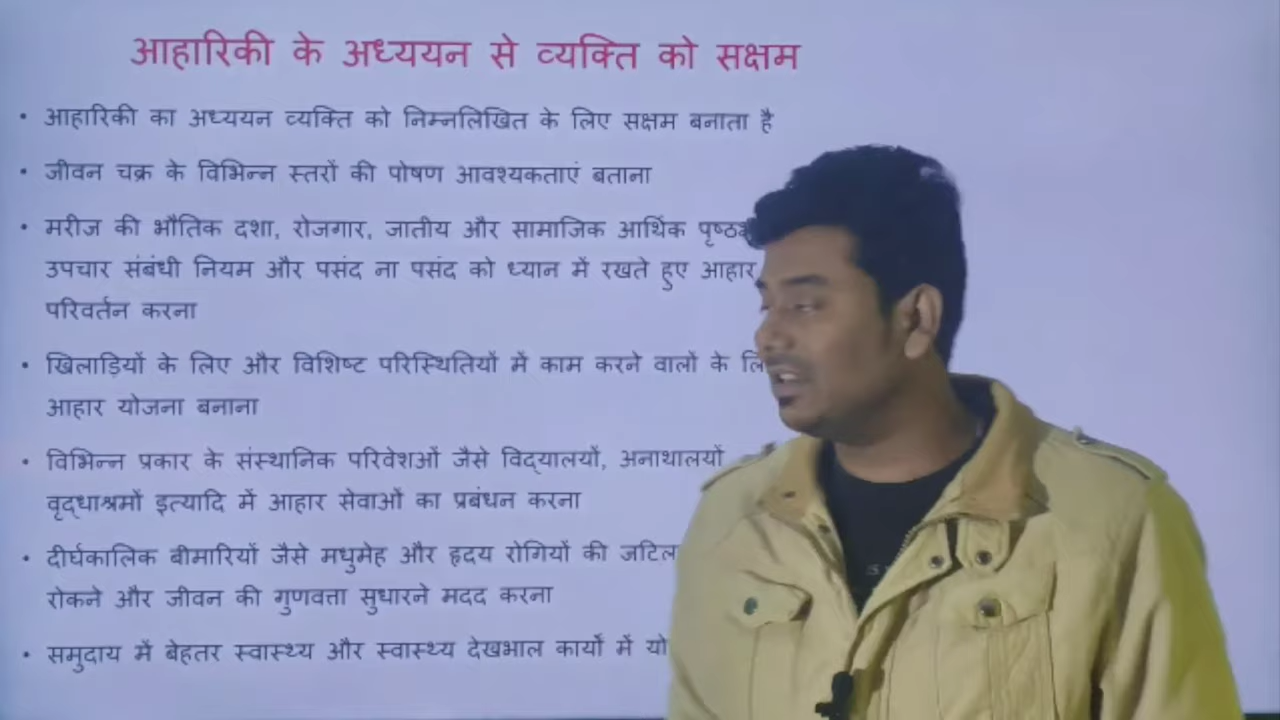 आहारिकी के अध्ययन से व्यक्ति को सक्षम
• आहारिकी का अध्ययन व्यक्ति को निम्नलिखित के लिए सक्षम बनाता है
• जीवन चक्र के विभिन्न स्तरों की पोषण आवश्यकताएं बताना
• मरीज की भौतिक दशा, रोजगार, जातीय और सामाजिक आर्थिक
उपचार संबंधी नियम और पसंद ना पसंद को ध्यान में रखते हुए आहार
परिवर्तन करना
• खिलाड़ियों के लिए और विशिष्ट परिस्थितियों में काम करने वालों के
आहार योजना बनाना
• विभिन्न प्रकार के संस्थानिक परिवेशओं जैसे विद्यालयों, अनाथालयों
वृद्धाश्रमों इत्यादि में आहार सेवाओं का प्रबंधन करना
• दीर्घकालिक बीमारियों जैसे मधुमेह और हृदय रोगियों की
रोकने और जीवन की गुणवत्ता सुधारने मदद करना
• समुदाय में बेहतर स्वास्थ्य और स्वास्थ्य देखभाल कार्यों में